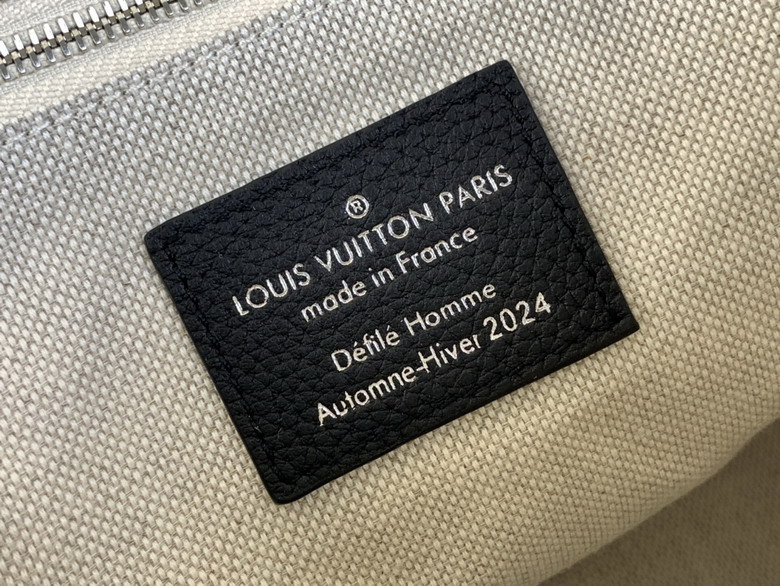 ®
LOUIS VUITTON PARIS
made in France
Défilé Homme
Automne-Hiver 2024